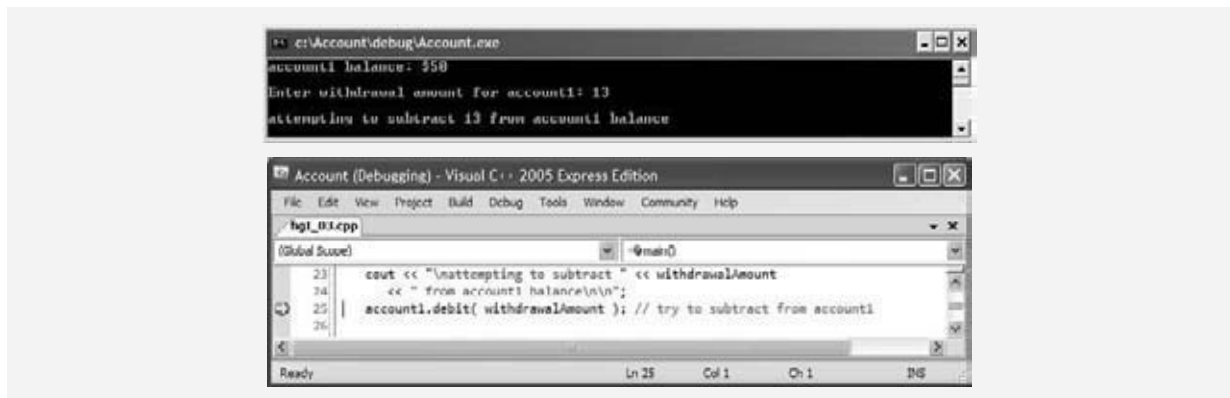 c:\Account\debug\Account.exe
account1 balance: $50
Enter withdrawal amount for account1: 13
attempting to subtract 13 from account1 balance
Account (Debugging) - Visual C++ 2005 Express Edition
File Edit View Project Build Debug Tools Window Community Help
figL_03.cpp
(Global Scope) main()
23 cout << "\nattempting to subtract " << withdrawalAmount
24 << " from account1 balance\n\n";
25 account1.debit( withdrawalAmount ); // try to subtract from account1
26
Ready Ln 25 Col 1 Ch 1 INS